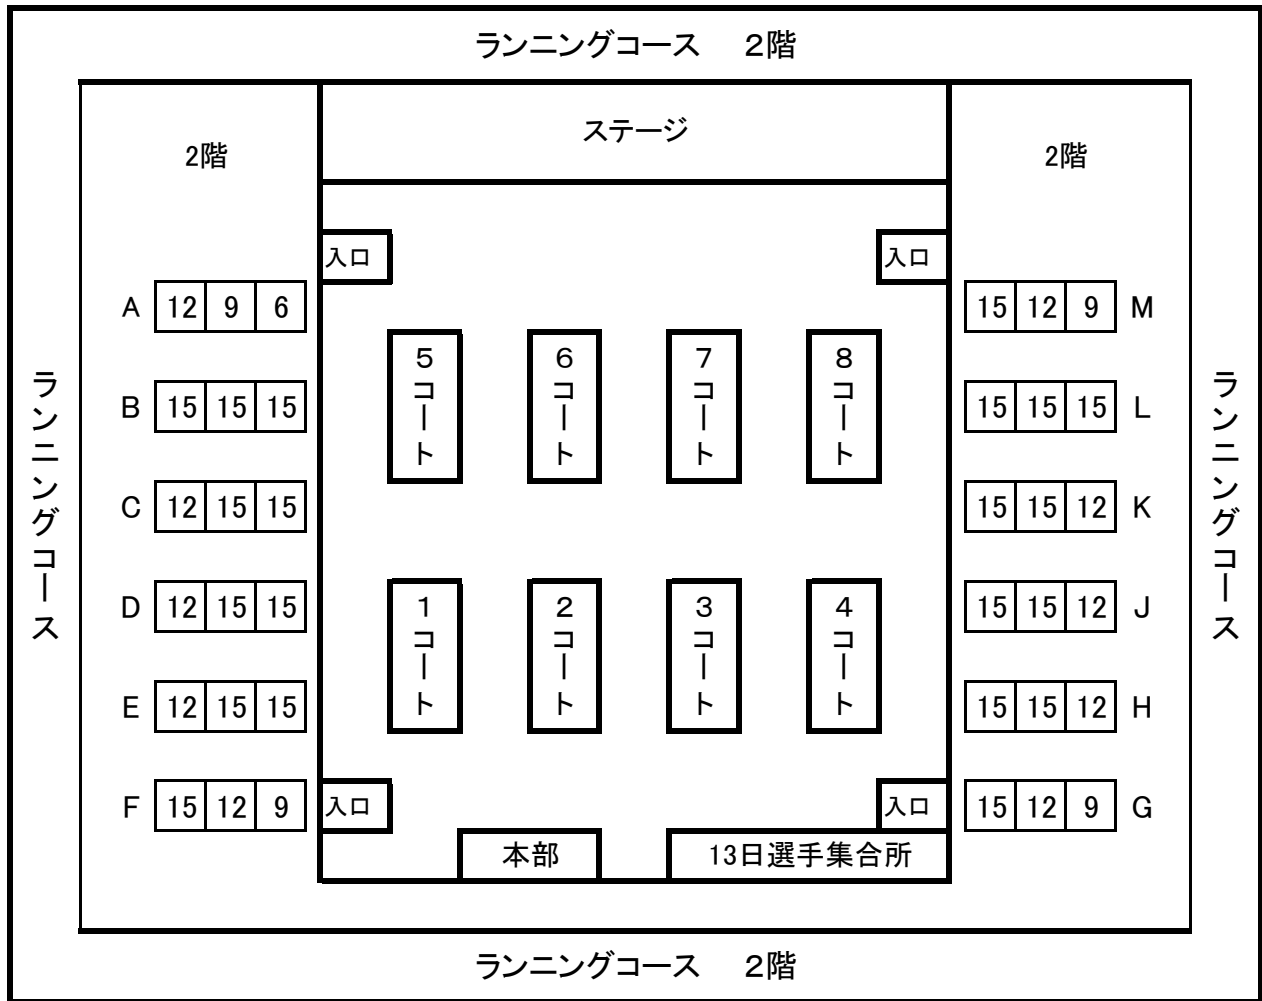 ランニングコース　２階
ステージ
2階
2階
入口
入口
A 12 9 6
15 12 9 M
5コート
6コート
7コート
8コート
B 15 15 15
15 15 15 L
C 12 15 15
15 15 12 K
ランニングコース
ランニングコース
D 12 15 15
15 15 12 J
1コート
2コート
3コート
4コート
E 12 15 15
15 15 12 H
F 15 12 9
入口
入口
15 12 9 G
本部
13日選手集合所
ランニングコース　２階